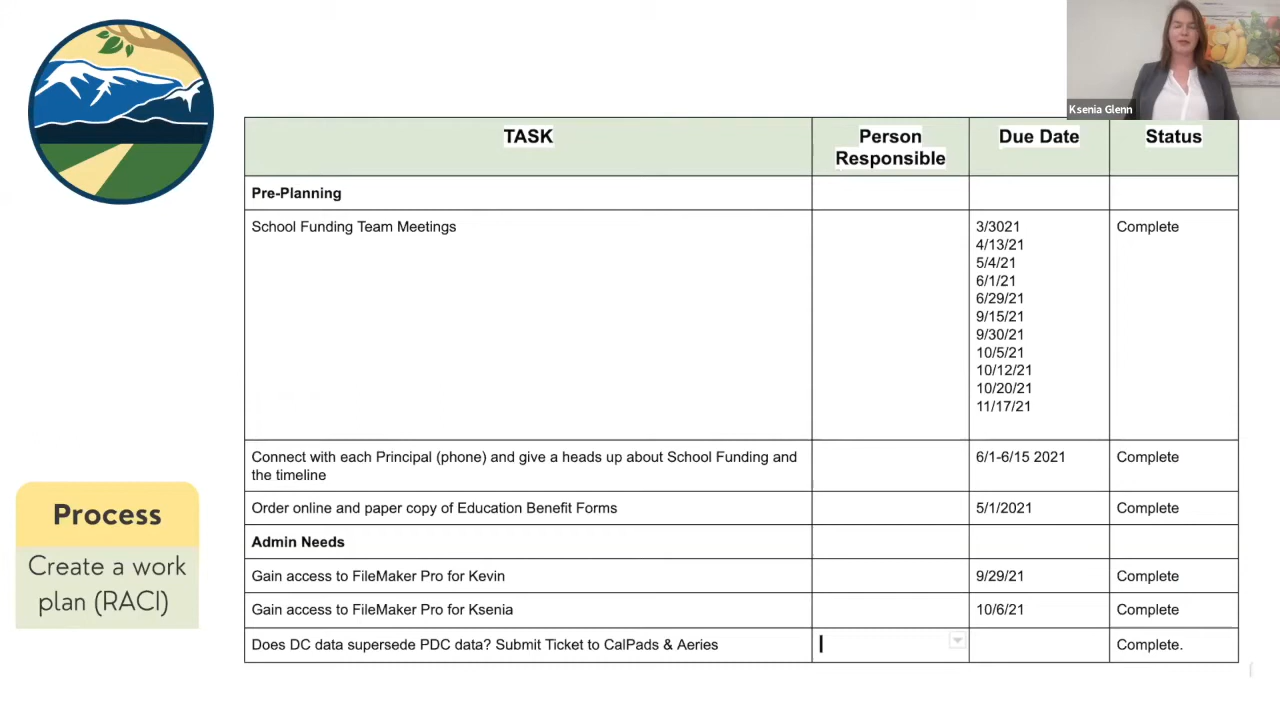 Ksenia Glenn
TASK Person Responsible Due Date Status
Pre-Planning
School Funding Team Meetings 3/3021 Complete
4/13/21
5/4/21
6/1/21
6/29/21
9/15/21
9/30/21
10/5/21
10/12/21
10/20/21
11/17/21
Connect with each Principal (phone) and give a heads up about School Funding and 6/1-6/15 2021 Complete
the timeline
Order online and paper copy of Education Benefit Forms 5/1/2021 Complete
Admin Needs
Gain access to FileMaker Pro for Kevin 9/29/21 Complete
Gain access to FileMaker Pro for Ksenia 10/6/21 Complete
Does DC data supersede PDC data? Submit Ticket to CalPads & Aeries Complete.
Process
Create a work
plan (RACI)